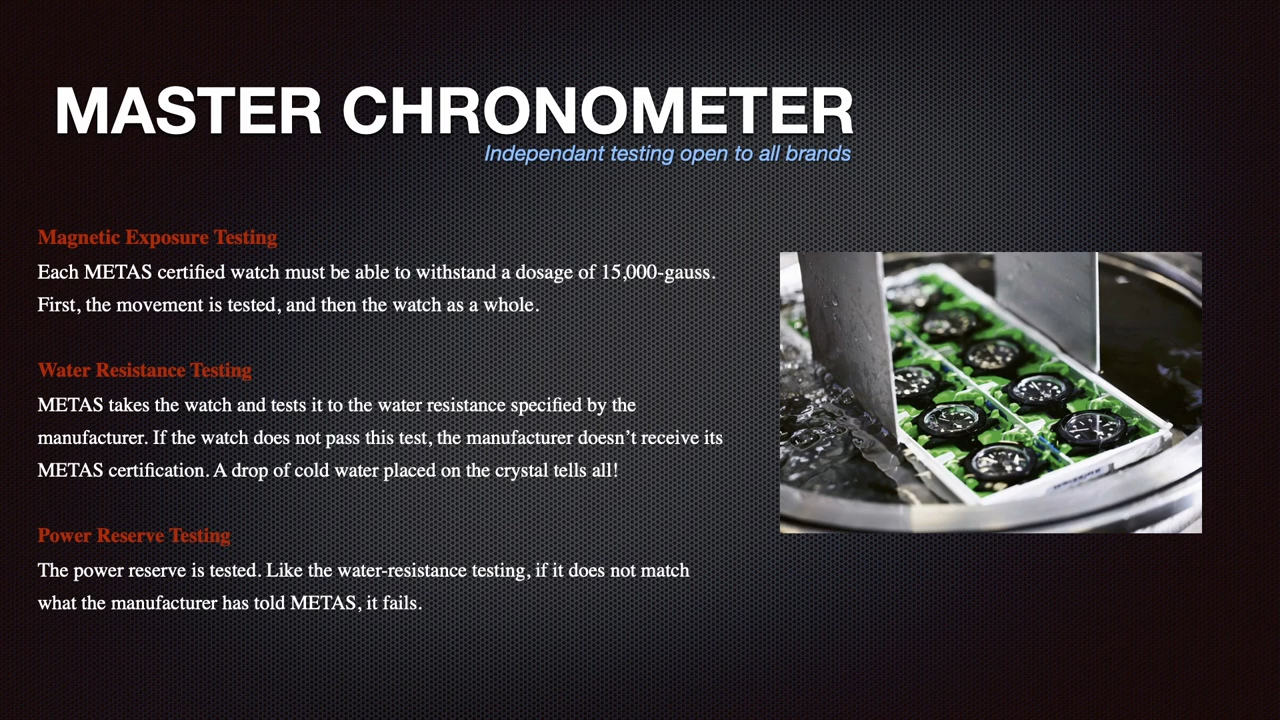 MASTER CHRONOMETER
Independant testing open to all brands
Magnetic Exposure Testing
Each METAS certified watch must be able to withstand a dosage of 15,000-gauss.
First, the movement is tested, and then the watch as a whole.
Water Resistance Testing
METAS takes the watch and tests it to the water resistance specified by the
manufacturer. If the watch does not pass this test, the manufacturer doesn’t receive its
METAS certification. A drop of cold water placed on the crystal tells all!
Power Reserve Testing
The power reserve is tested. Like the water-resistance testing, if it does not match
what the manufacturer has told METAS, it fails.